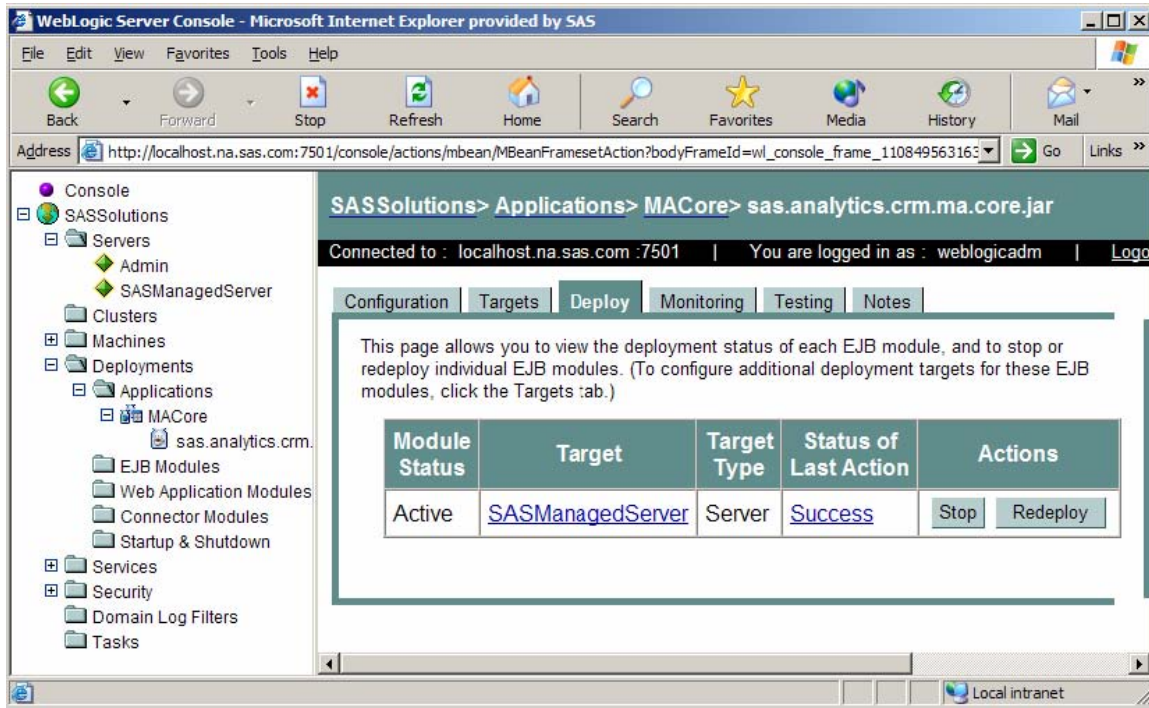 WebLogic Server Console - Microsoft Internet Explorer provided by SAS
File Edit View Favorites Tools Help
Back Forward Stop Refresh Home Search Favorites Media History Mail »
Address http://localhost.na.sas.com:7501/console/actions/mbean/MBeanFramesetAction?bodyFrameId=wl_console_frame_110849563163 Go Links »
Console
SASSolutions
Servers
Admin
SASManagedServer
Clusters
Machines
Deployments
Applications
MACore
sas.analytics.crm.
EJB Modules
Web Application Modules
Connector Modules
Startup & Shutdown
Services
Security
Domain Log Filters
Tasks
SASSolutions> Applications> MACore> sas.analytics.crm.ma.core.jar
Connected to : localhost.na.sas.com :7501 | You are logged in as : weblogicadm | Logo
Configuration Targets Deploy Monitoring Testing Notes
This page allows you to view the deployment status of each EJB module, and to stop or
redeploy individual EJB modules. (To configure additional deployment targets for these EJB
modules, click the Targets tab.)
Module Status Target Target Type Status of Last Action Actions
Active SASManagedServer Server Success Stop Redeploy
Local intranet